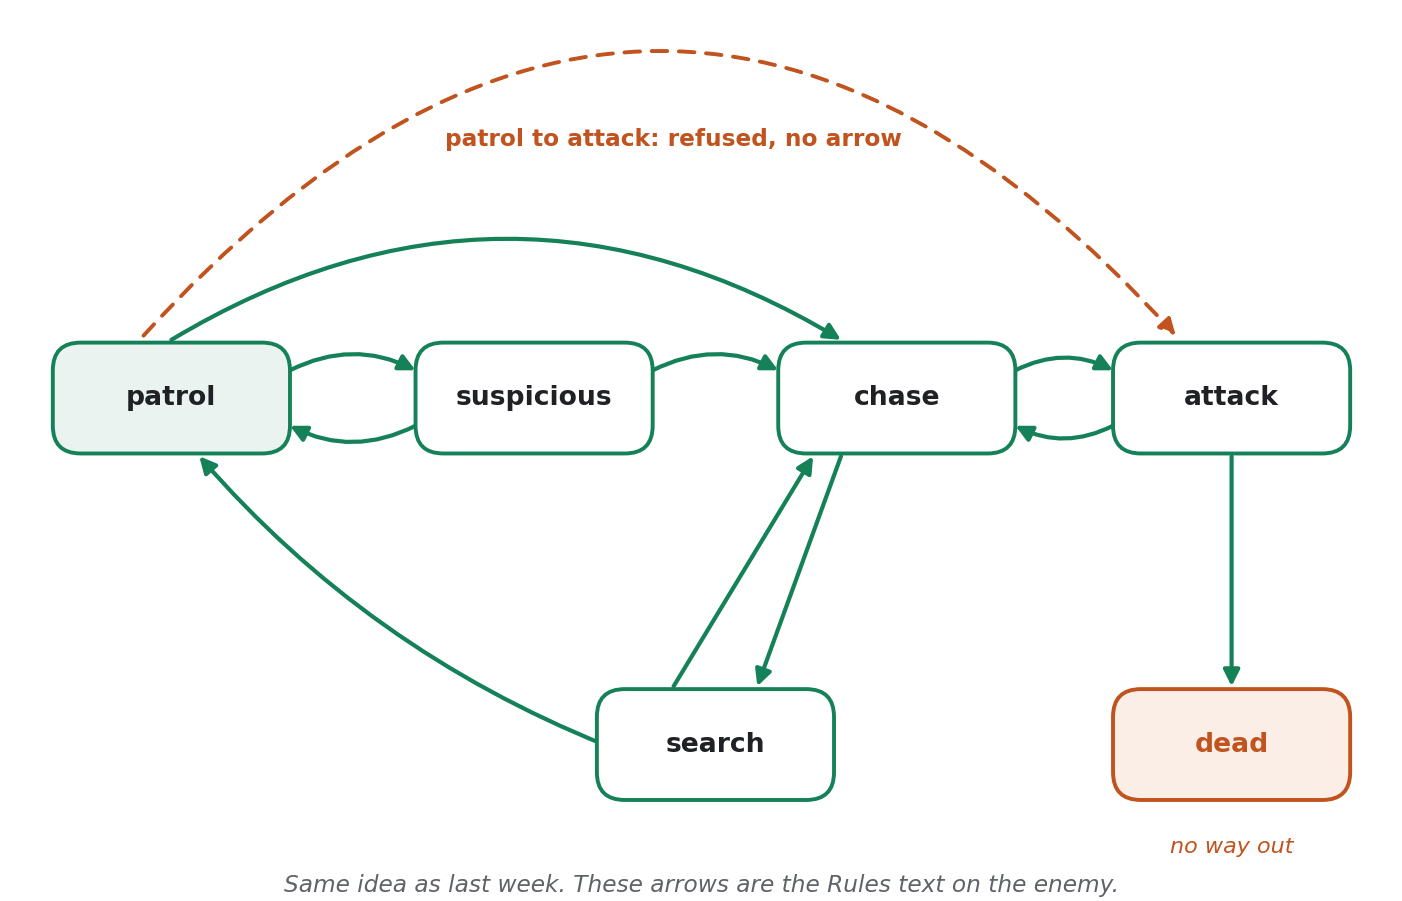 patrol to attack: refused, no arrow
patrol
suspicious
chase
attack
search
dead
no way out
Same idea as last week. These arrows are the Rules text on the enemy.